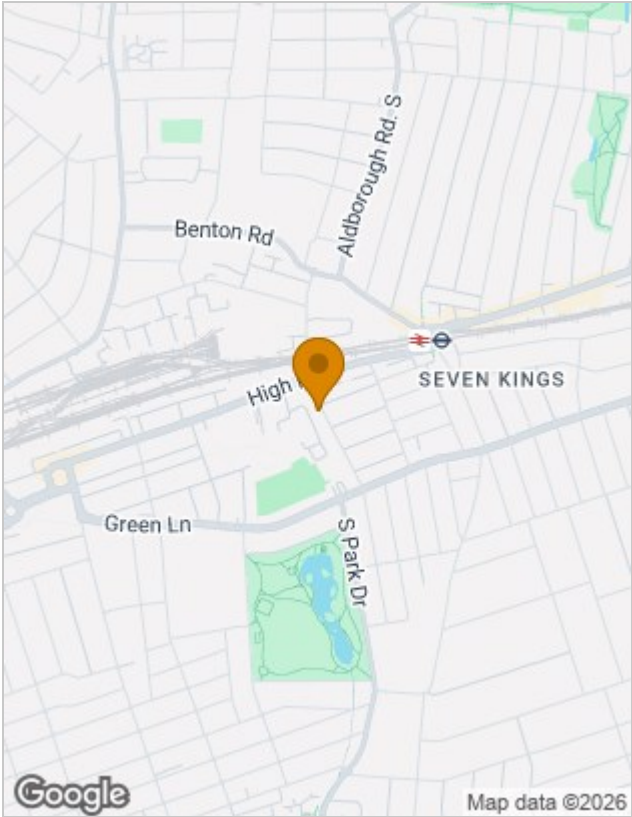 Aldborough Rd. S
Benton Rd
High
SEVEN KINGS
Green Ln
S Park Dr
Google
Map data ©2026